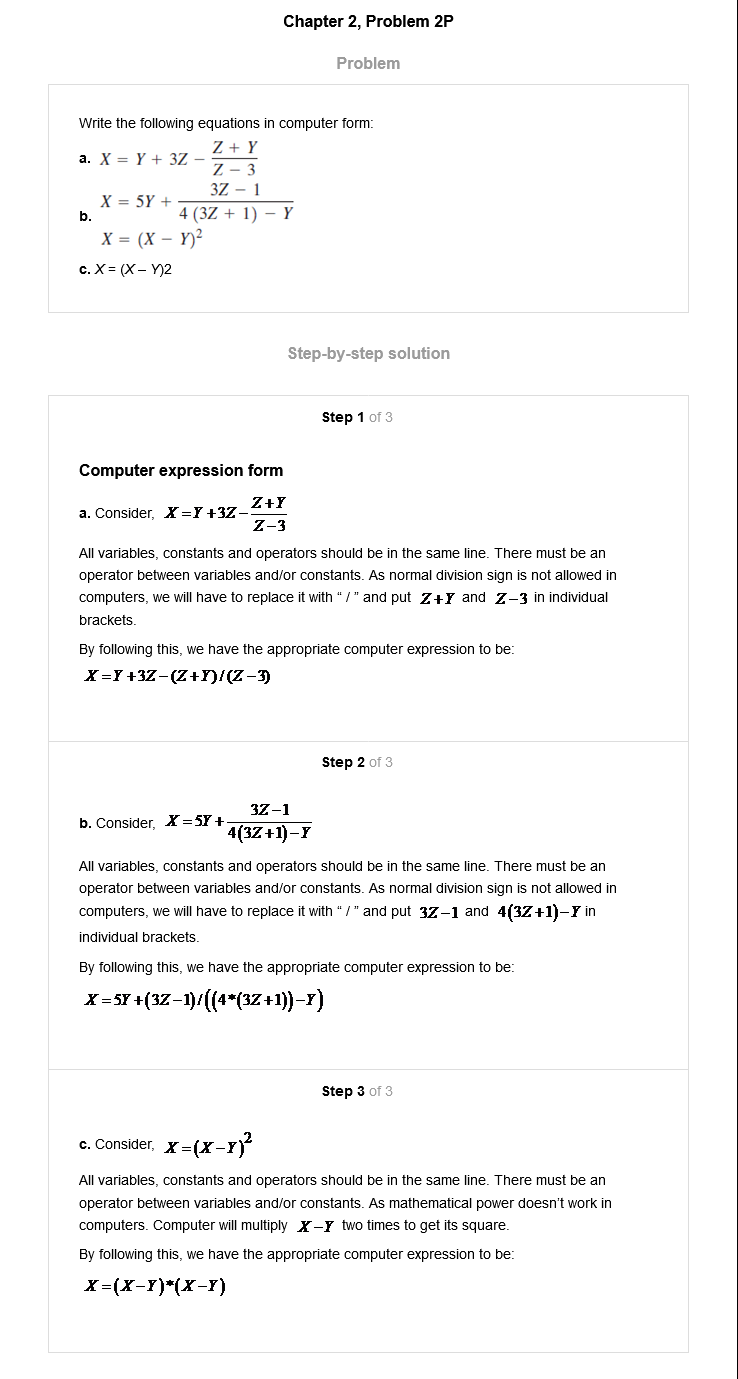 Chapter 2, Problem 2P
Problem
Write the following equations in computer form:
a. X = Y + 3Z − (Z + Y)/(Z − 3)
X = 5Y + (3Z − 1)/(4 (3Z + 1) − Y)
b.
X = (X − Y)²
c. X = (X – Y)2
Step-by-step solution
Step 1 of 3
Computer expression form
a. Consider, X=Y+3Z−(Z+Y)/(Z−3)
All variables, constants and operators should be in the same line. There must be an
operator between variables and/or constants. As normal division sign is not allowed in
computers, we will have to replace it with “ / ” and put Z+Y and Z−3 in individual
brackets.
By following this, we have the appropriate computer expression to be:
X=Y+3Z−(Z+Y)/(Z−3)
Step 2 of 3
b. Consider, X=5Y+(3Z−1)/(4(3Z+1)−Y)
All variables, constants and operators should be in the same line. There must be an
operator between variables and/or constants. As normal division sign is not allowed in
computers, we will have to replace it with “ / ” and put 3Z−1 and 4(3Z+1)−Y in
individual brackets.
By following this, we have the appropriate computer expression to be:
X=5Y+(3Z−1)/((4*(3Z+1))−Y)
Step 3 of 3
c. Consider, X=(X−Y)²
All variables, constants and operators should be in the same line. There must be an
operator between variables and/or constants. As mathematical power doesn’t work in
computers. Computer will multiply X−Y two times to get its square.
By following this, we have the appropriate computer expression to be:
X=(X−Y)*(X−Y)